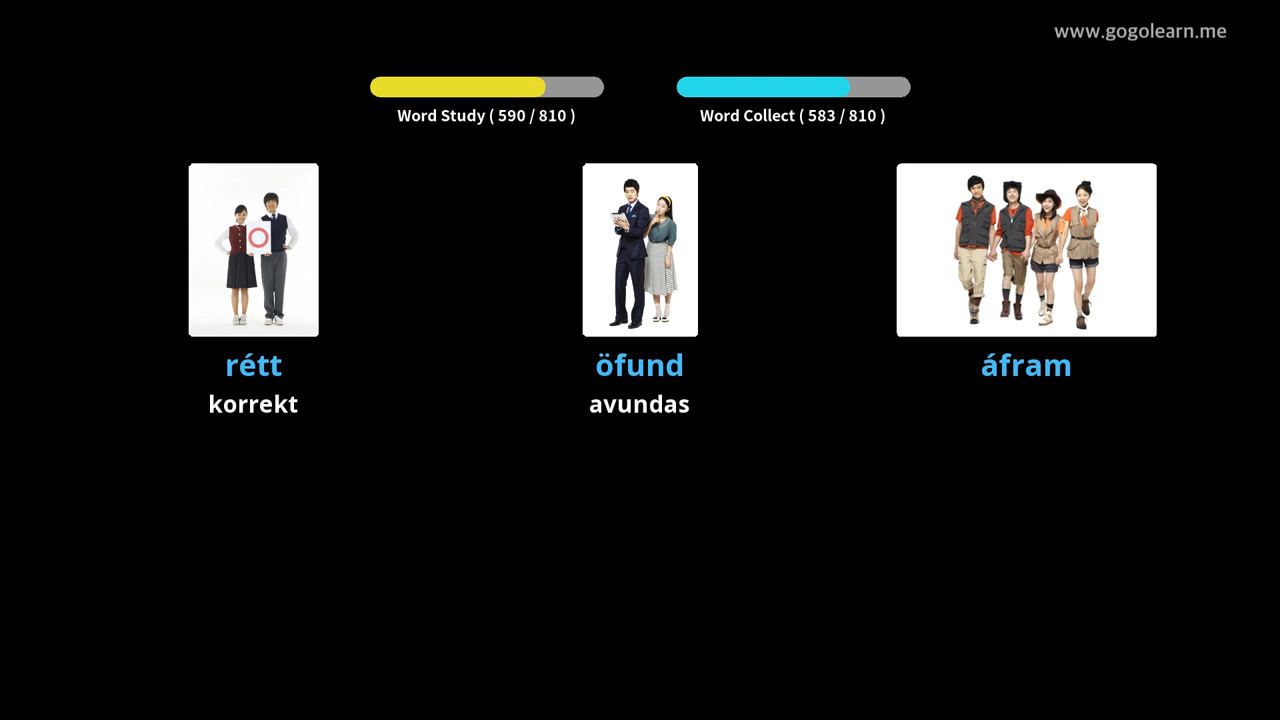 www.gogolearn.me
Word Study ( 590 / 810 )
Word Collect ( 583 / 810 )
rétt
korrekt
öfund
avundas
áfram